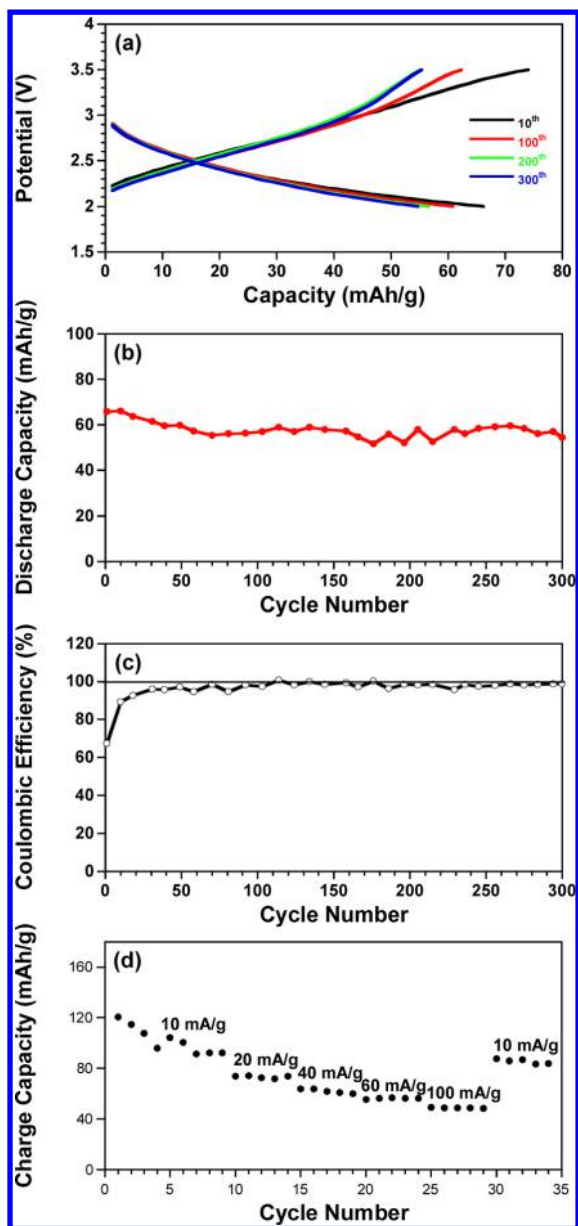 (a)
4.0
3.5
3.0
2.5
2.0
1.5
Potential (V)
10th
100th
200th
300th
0 10 20 30 40 50 60 70 80
Capacity (mAh/g)
(b)
100
80
60
40
20
0
Discharge Capacity (mAh/g)
0 50 100 150 200 250 300
Cycle Number
(c)
120
100
80
60
40
20
0
Coulombic Efficiency (%)
0 50 100 150 200 250 300
Cycle Number
(d)
160
120
80
40
0
Charge Capacity (mAh/g)
10 mA/g
20 mA/g
40 mA/g
60 mA/g
100 mA/g
10 mA/g
0 5 10 15 20 25 30 35
Cycle Number